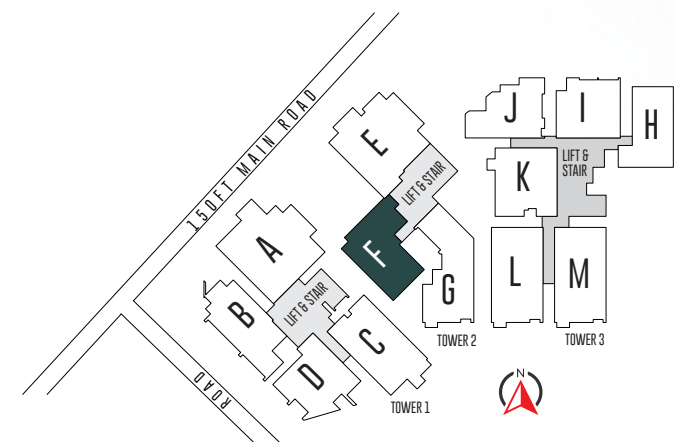 150FT MAIN ROAD
ROAD
A
B
C
D
LIFT & STAIR
TOWER 1
E
F
G
LIFT & STAIR
TOWER 2
J
I
H
K
LIFT &
STAIR
L
M
TOWER 3
N